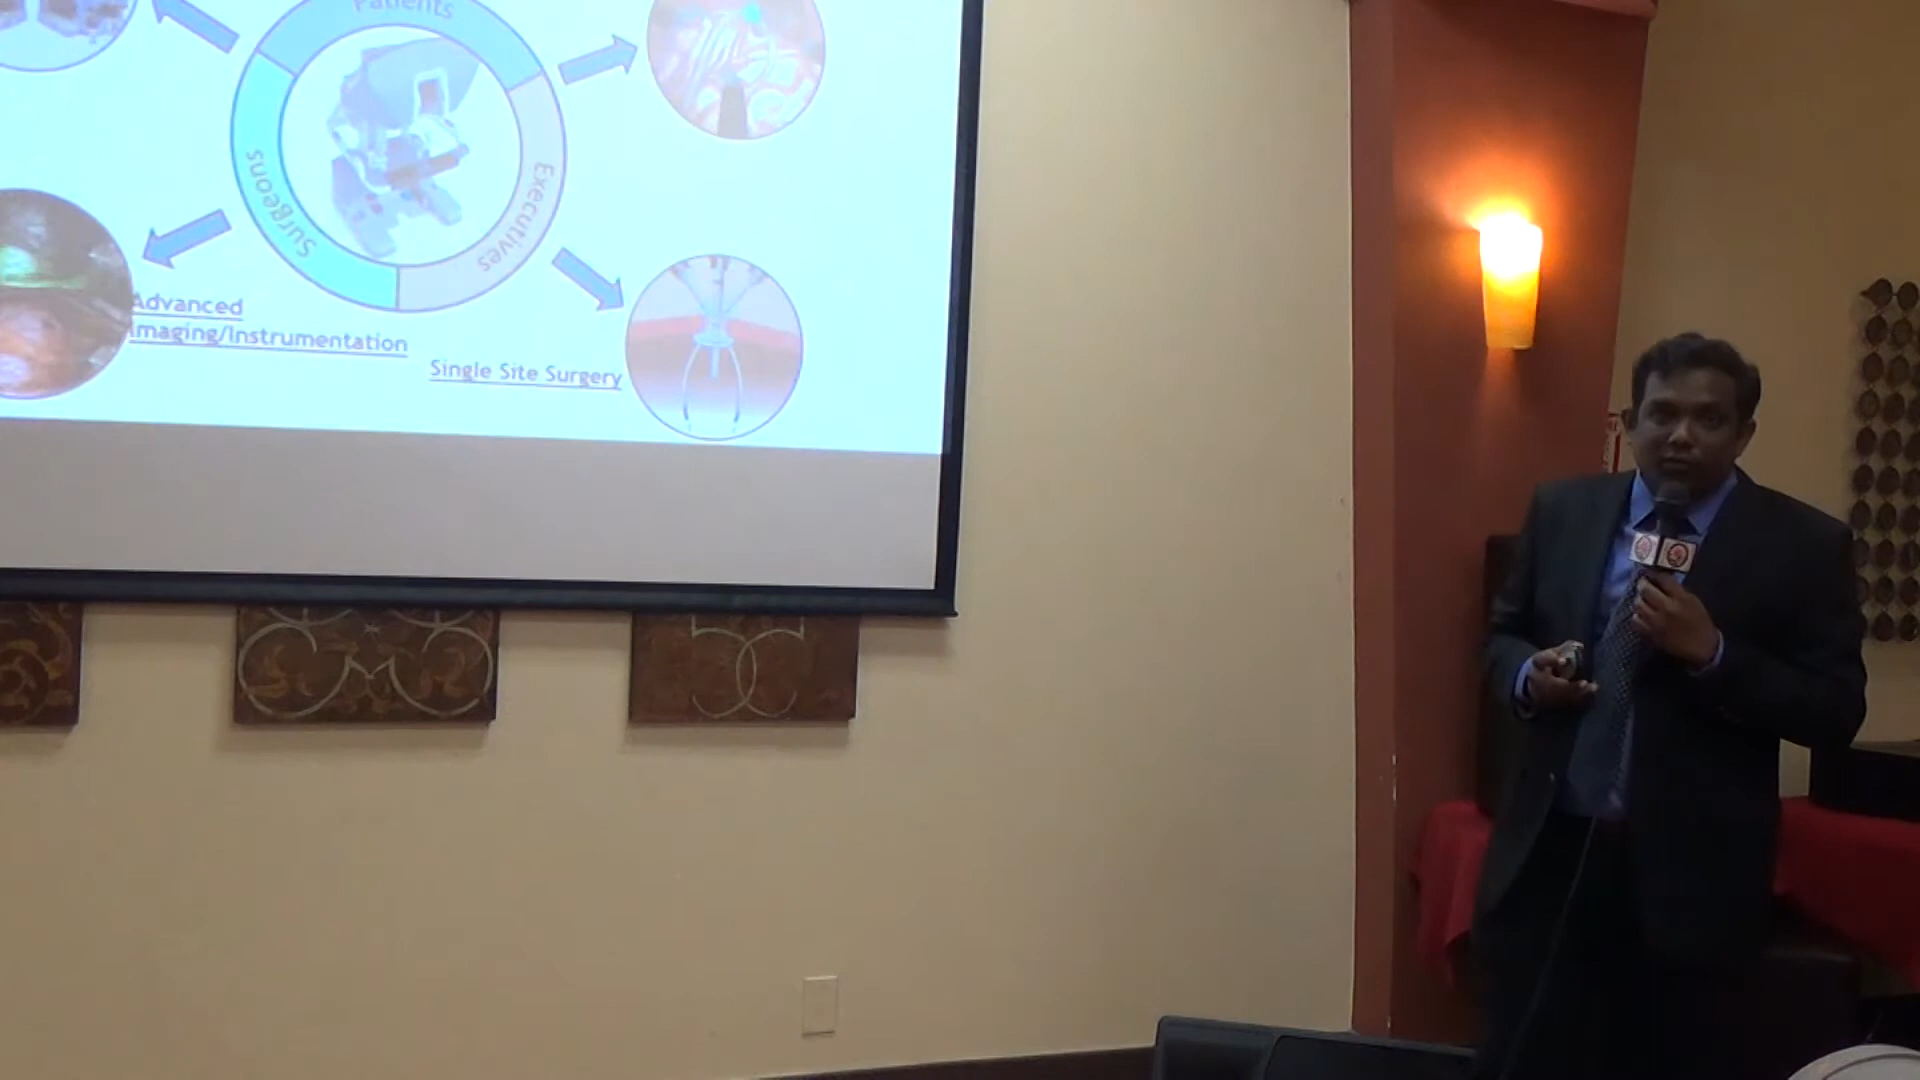 Patients
Surgeons
Executives
Advanced
Imaging/Instrumentation
Single Site Surgery